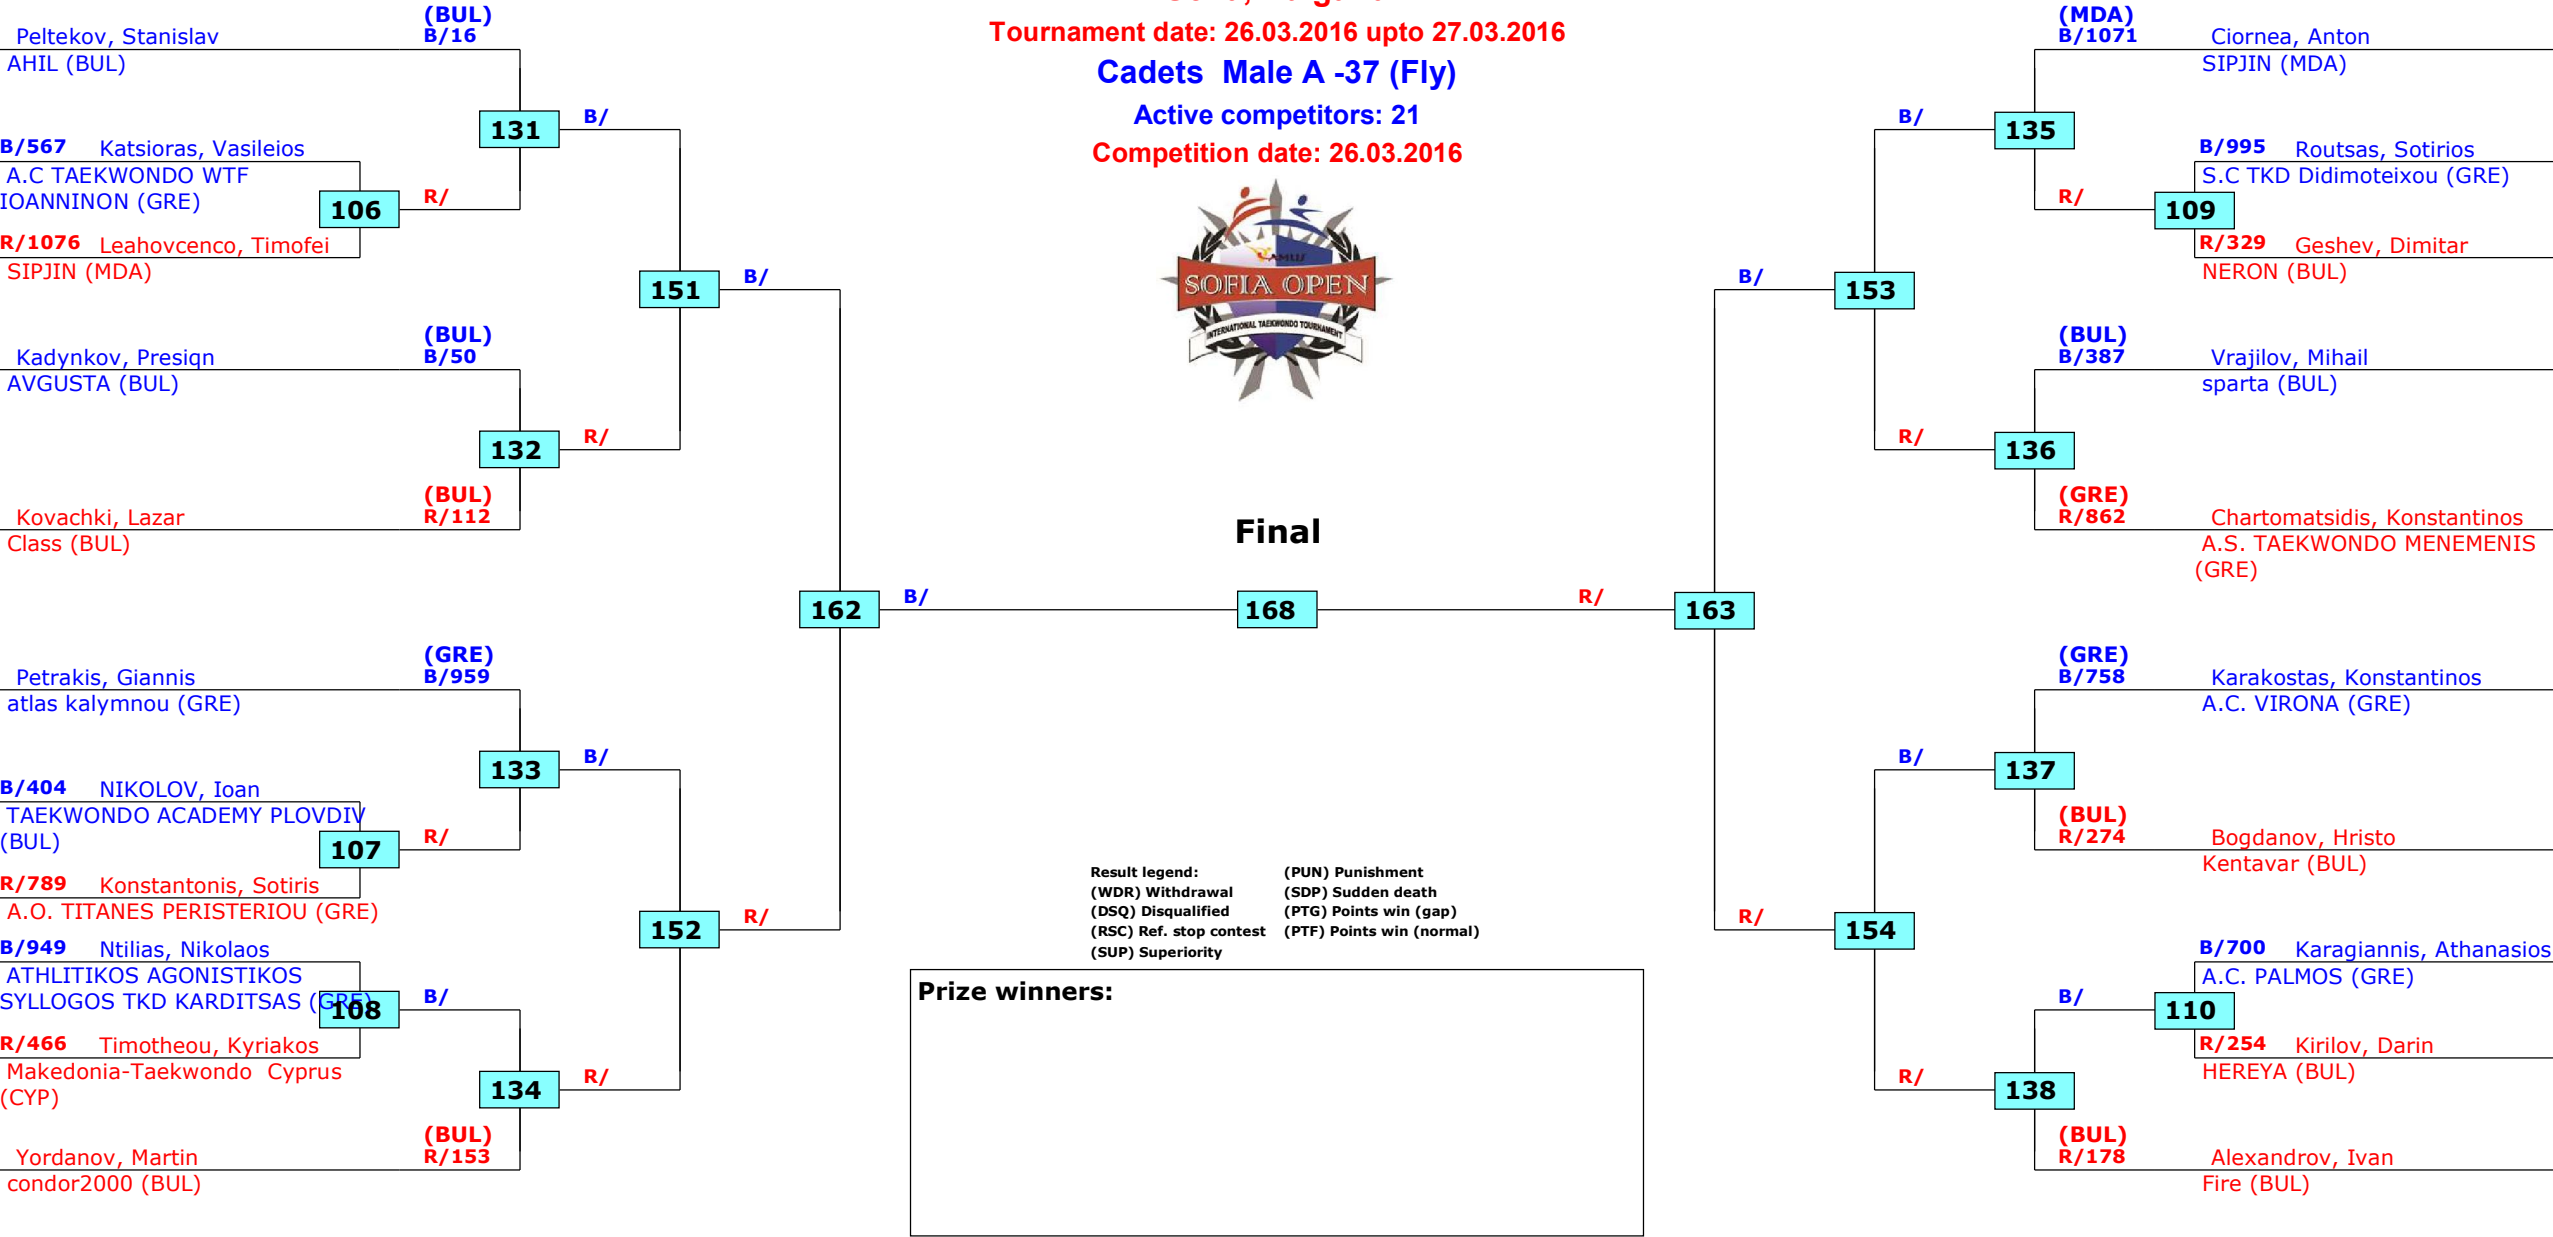 Tournament date: 26.03.2016 upto 27.03.2016
Cadets Male A -37 (Fly)
Active competitors: 21
Competition date: 26.03.2016
SOFIA OPEN
INTERNATIONAL TAEKWONDO TOURNAMENT
(BUL)
Peltekov, Stanislav B/16
AHIL (BUL)
131 B/
B/567 Katsioras, Vasileios
A.C TAEKWONDO WTF
IOANNINON (GRE)
106 R/
R/1076 Leahovcenco, Timofei
SIPJIN (MDA)
151 B/
(BUL)
Kadynkov, Presiqn B/50
AVGUSTA (BUL)
132 R/
(BUL)
Kovachki, Lazar R/112
Class (BUL)
162 B/
(GRE)
Petrakis, Giannis B/959
atlas kalymnou (GRE)
133 B/
B/404 NIKOLOV, Ioan
TAEKWONDO ACADEMY PLOVDIV
(BUL)
107 R/
R/789 Konstantonis, Sotiris
A.O. TITANES PERISTERIOU (GRE)
152 R/
B/949 Ntilias, Nikolaos
ATHLITIKOS AGONISTIKOS
SYLLOGOS TKD KARDITSAS (GRE)
108 B/
R/466 Timotheou, Kyriakos
Makedonia-Taekwondo Cyprus
(CYP)
134 R/
(BUL)
Yordanov, Martin R/153
condor2000 (BUL)
Final
168
(MDA)
B/1071 Ciornea, Anton
SIPJIN (MDA)
B/ 135
B/995 Routsas, Sotirios
S.C TKD Didimoteixou (GRE)
R/ 109
R/329 Geshev, Dimitar
NERON (BUL)
B/ 153
(BUL)
B/387 Vrajilov, Mihail
sparta (BUL)
R/ 136
(GRE)
R/862 Chartomatsidis, Konstantinos
A.S. TAEKWONDO MENEMENIS
(GRE)
R/ 163
(GRE)
B/758 Karakostas, Konstantinos
A.C. VIRONA (GRE)
B/ 137
(BUL)
R/274 Bogdanov, Hristo
Kentavar (BUL)
R/ 154
B/700 Karagiannis, Athanasios
A.C. PALMOS (GRE)
B/ 110
R/254 Kirilov, Darin
HEREYA (BUL)
R/ 138
(BUL)
R/178 Alexandrov, Ivan
Fire (BUL)
Result legend: (PUN) Punishment
(WDR) Withdrawal (SDP) Sudden death
(DSQ) Disqualified (PTG) Points win (gap)
(RSC) Ref. stop contest (PTF) Points win (normal)
(SUP) Superiority
Prize winners: